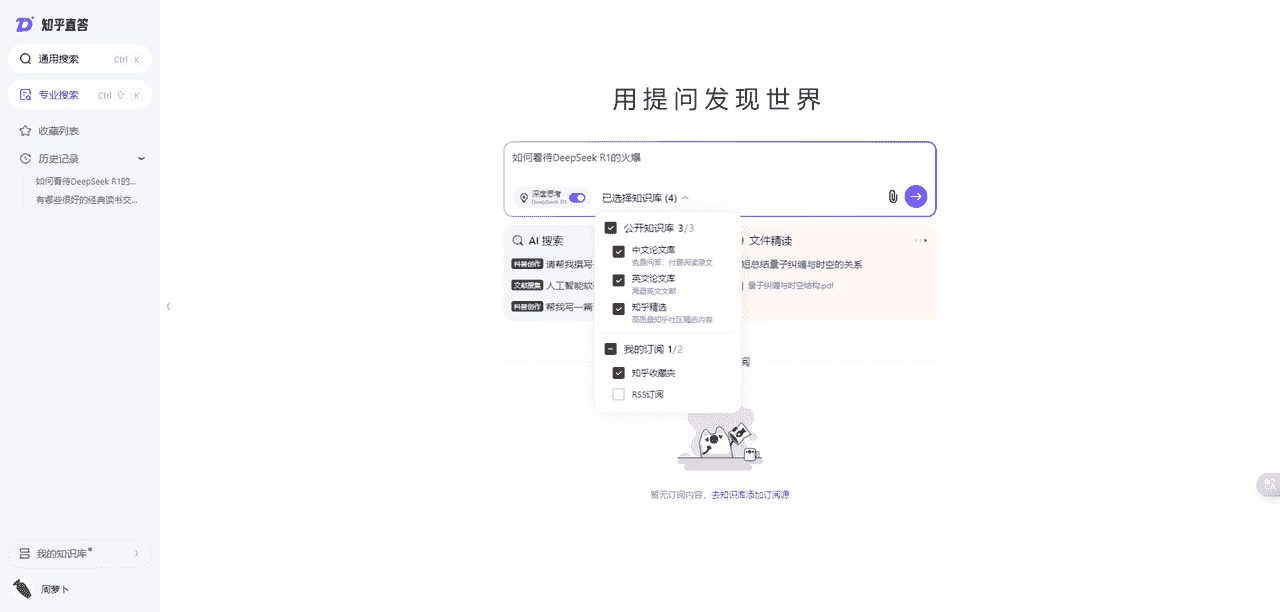 知乎直答
通用搜索 Ctrl K
专业搜索 Ctrl ⇧ K
收藏列表
历史记录
如何看待DeepSeek R1的...
有哪些很好的经典读书交...
我的知识库
周萝卜
用提问发现世界
如何看待DeepSeek R1的火爆
深度思考
DeepSeek R1
已选择知识库 (4)
公开知识库 3/3
中文论文库
免费问答、付费阅读原文
英文论文库
海量英文文献
知乎精选
高质量知乎社区精选内容
我的订阅 1/2
知乎收藏夹
RSS订阅
AI 搜索
科普创作 请帮我撰写
文献搜集 人工智能软
科普创作 帮我写一篇
文件精读
短总结量子纠缠与时空的关系
量子纠缠与时空结构.pdf
阅
暂无订阅内容，去知识库添加订阅源